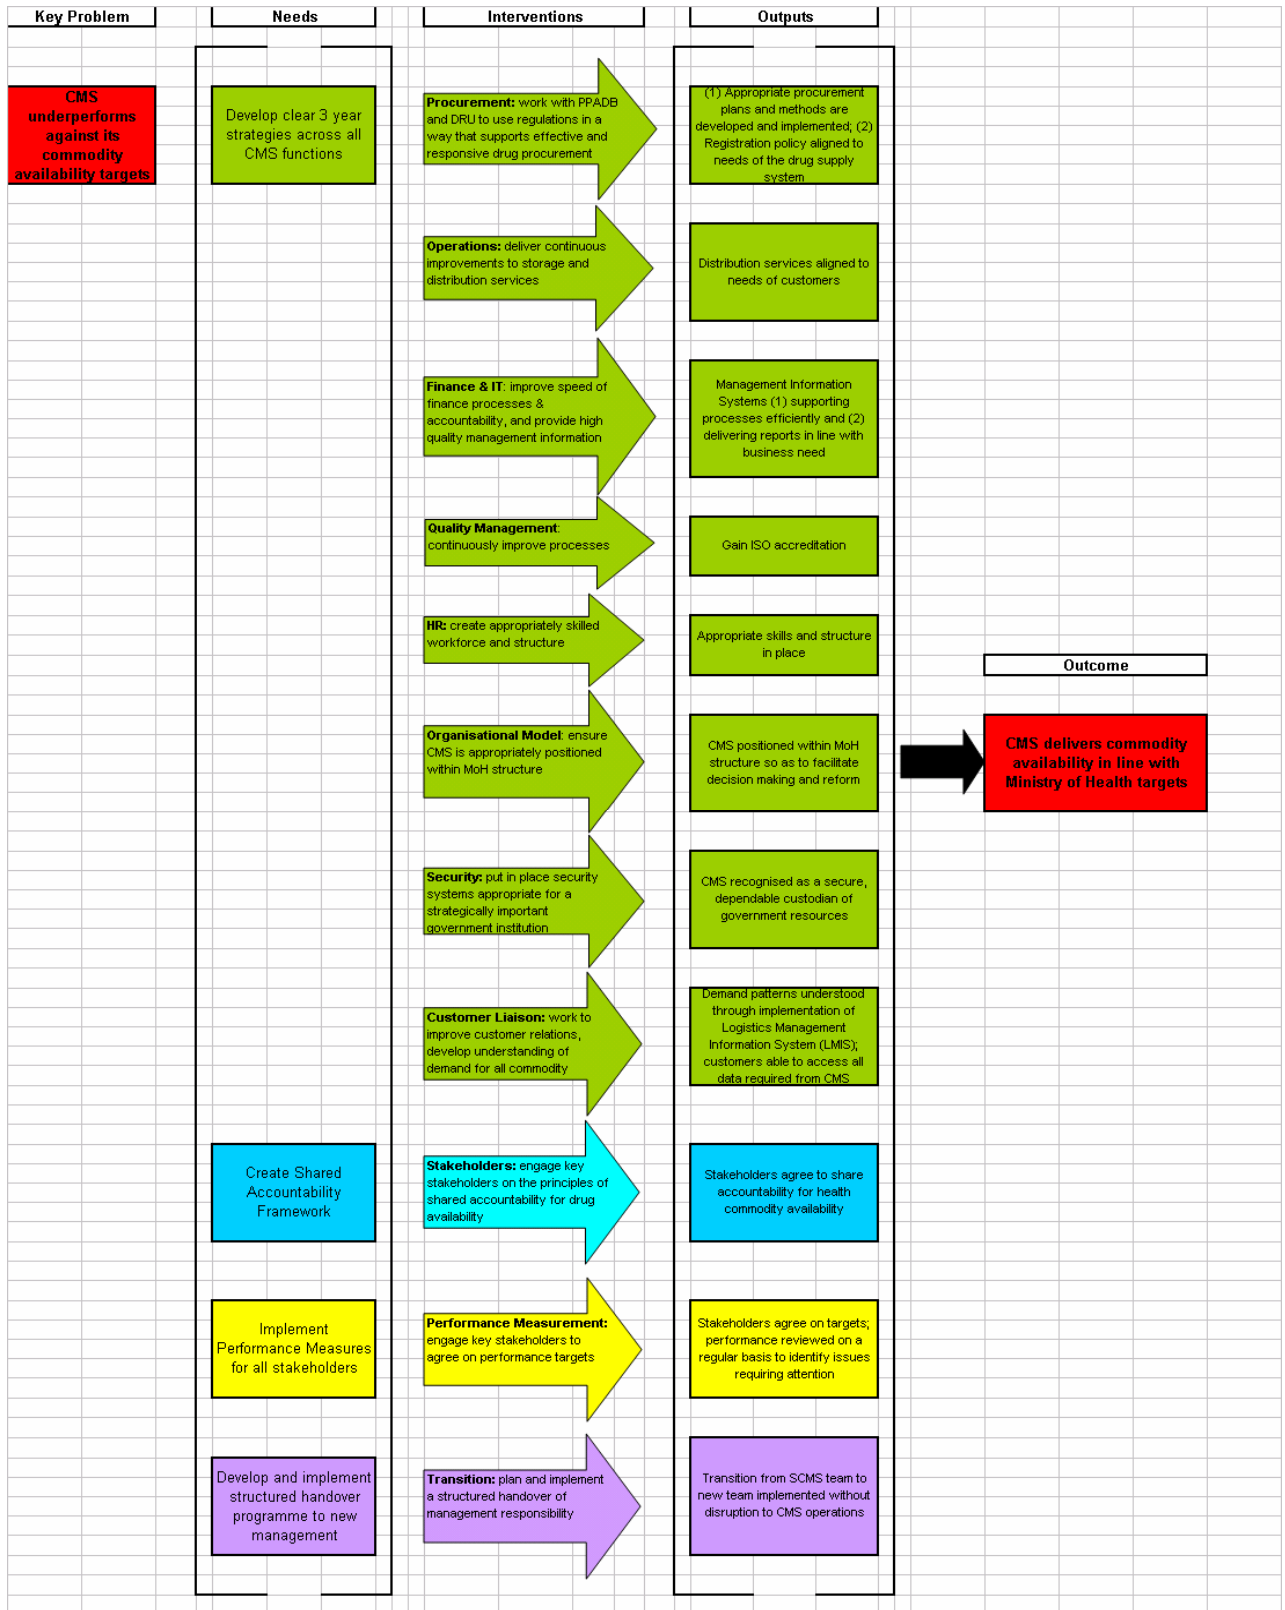 Key Problem
Needs
Interventions
Outputs
CMS
underperforms
against its
commodity
availability targets
Develop clear 3 year
strategies across all
CMS functions
Procurement: work with PPADB
and DRU to use regulations in a
way that supports effective and
responsive drug procurement
(1) Appropriate procurement
plans and methods are
developed and implemented; (2)
Registration policy aligned to
needs of the drug supply
system
Operations: deliver continuous
improvements to storage and
distribution services
Distribution services aligned to
needs of customers
Finance & IT: improve speed of
finance processes &
accountability, and provide high
quality management information
Management Information
Systems (1) supporting
processes efficiently and (2)
delivering reports in line with
business need
Quality Management:
continuously improve processes
Gain ISO accreditation
HR: create appropriately skilled
workforce and structure
Appropriate skills and structure
in place
Outcome
Organisational Model: ensure
CMS is appropriately positioned
within MoH structure
CMS positioned within MoH
structure so as to facilitate
decision making and reform
CMS delivers commodity
availability in line with
Ministry of Health targets
Security: put in place security
systems appropriate for a
strategically important
government institution
CMS recognised as a secure,
dependable custodian of
government resources
Customer Liaison: work to
improve customer relations,
develop understanding of
demand for all commodity
Demand patterns understood
through implementation of
Logistics Management
Information System (LMIS);
customers able to access all
data required from CMS
Create Shared
Accountability
Framework
Stakeholders: engage key
stakeholders on the principles of
shared accountability for drug
availability
Stakeholders agree to share
accountability for health
commodity availability
Implement
Performance Measures
for all stakeholders
Performance Measurement:
engage key stakeholders to
agree on performance targets
Stakeholders agree on targets;
performance reviewed on a
regular basis to identify issues
requiring attention
Develop and implement
structured handover
programme to new
management
Transition: plan and implement
a structured handover of
management responsibility
Transition from SCMS team to
new team implemented without
disruption to CMS operations